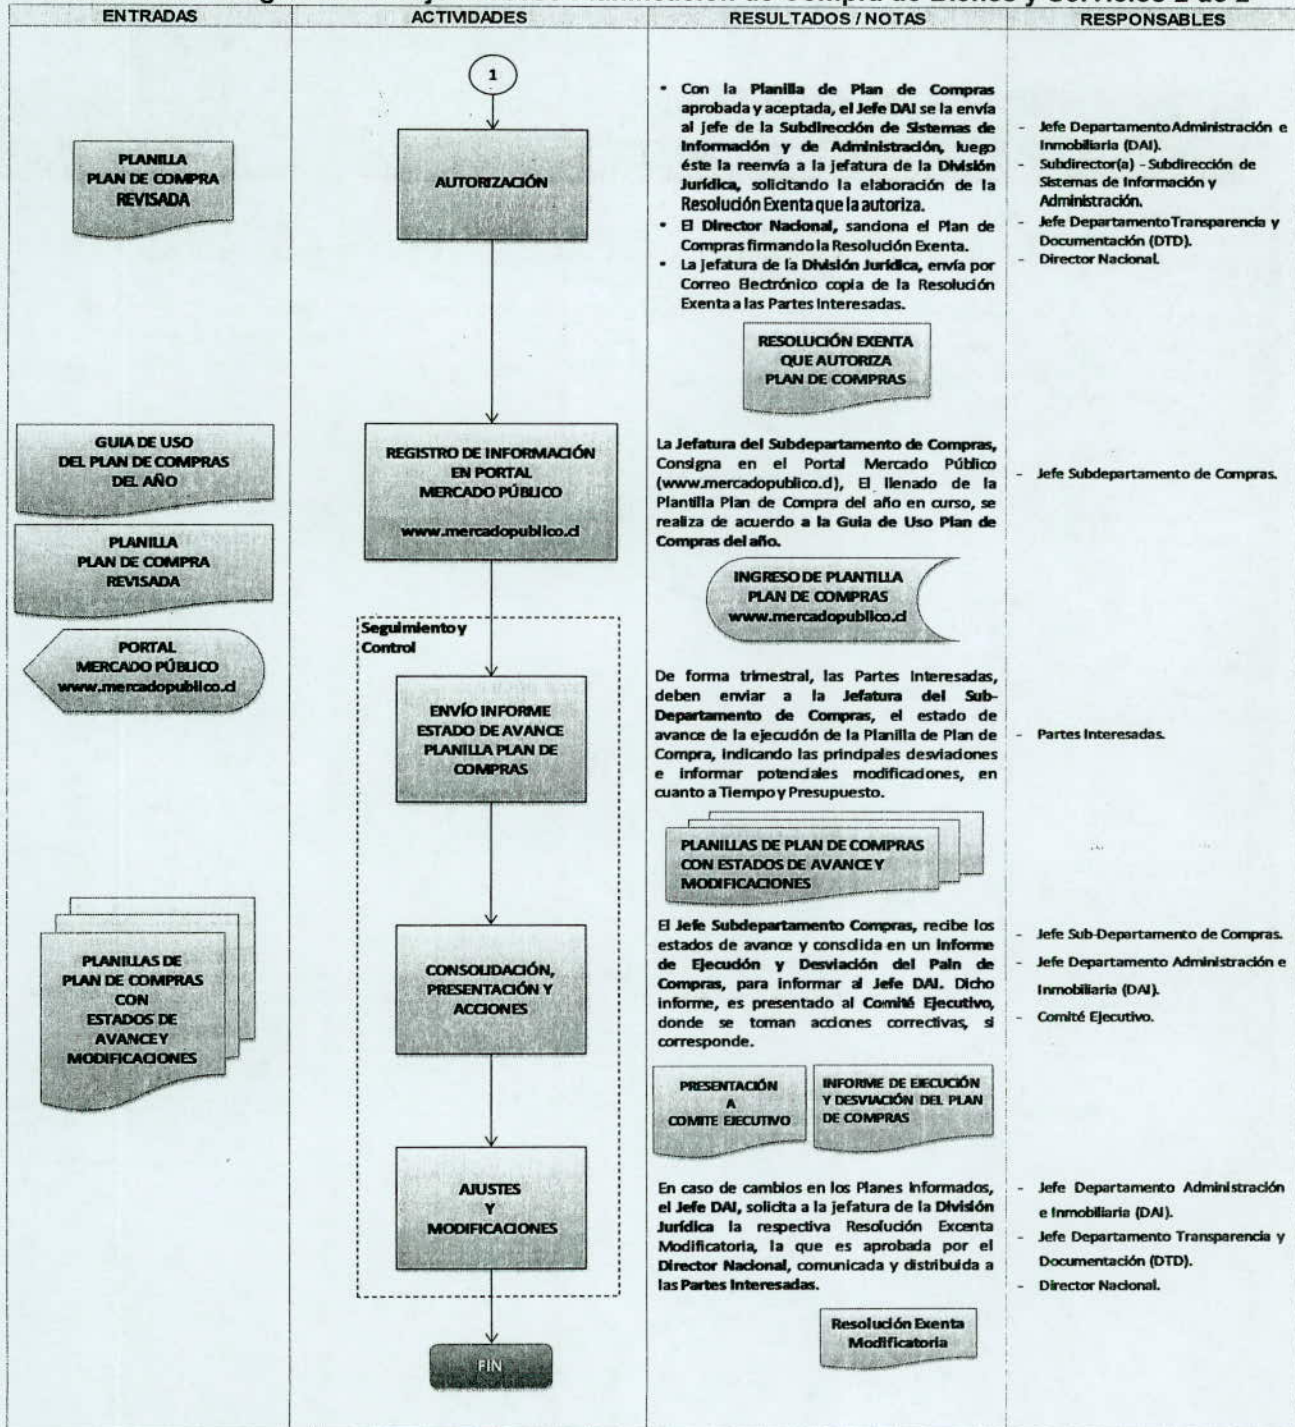 de Compra de Bienes y Servicios 2 de 2
ENTRADAS
ACTIVIDADES
RESULTADOS / NOTAS
RESPONSABLES
1
PLANILLA
PLAN DE COMPRA
REVISADA
AUTORIZACIÓN
• Con la Planilla de Plan de Compras
aprobada y aceptada, el Jefe DAI se la envía
al jefe de la Subdirección de Sistemas de
Información y de Administración, luego
éste la reenvía a la jefatura de la División
Jurídica, solicitando la elaboración de la
Resolución Exenta que la autoriza.
• El Director Nacional, sanciona el Plan de
Compras firmando la Resolución Exenta.
• La jefatura de la División Jurídica, envía por
Correo Electrónico copia de la Resolución
Exenta a las Partes Interesadas.
RESOLUCIÓN EXENTA
QUE AUTORIZA
PLAN DE COMPRAS
- Jefe Departamento Administración e
Inmobiliaria (DAI).
- Subdirector(a) - Subdirección de
Sistemas de Información y
Administración.
- Jefe Departamento Transparencia y
Documentación (DTD).
- Director Nacional.
GUIA DE USO
DEL PLAN DE COMPRAS
DEL AÑO
PLANILLA
PLAN DE COMPRA
REVISADA
PORTAL
MERCADO PÚBLICO
www.mercadopublico.cl
REGISTRO DE INFORMACIÓN
EN PORTAL
MERCADO PÚBLICO
www.mercadopublico.cl
La Jefatura del Subdepartamento de Compras,
Consigna en el Portal Mercado Público
(www.mercadopublico.cl), El llenado de la
Plantilla Plan de Compra del año en curso, se
realiza de acuerdo a la Guia de Uso Plan de
Compras del año.
INGRESO DE PLANTILLA
PLAN DE COMPRAS
www.mercadopublico.cl
- Jefe Subdepartamento de Compras.
Seguimiento y
Control
ENVÍO INFORME
ESTADO DE AVANCE
PLANILLA PLAN DE
COMPRAS
De forma trimestral, las Partes Interesadas,
deben enviar a la Jefatura del Sub-
Departamento de Compras, el estado de
avance de la ejecución de la Planilla de Plan de
Compra, indicando las principales desviaciones
e informar potenciales modificaciones, en
cuanto a Tiempo y Presupuesto.
PLANILLAS DE PLAN DE COMPRAS
CON ESTADOS DE AVANCE Y
MODIFICACIONES
- Partes Interesadas.
PLANILLAS DE
PLAN DE COMPRAS
CON
ESTADOS DE
AVANCE Y
MODIFICACIONES
CONSOLIDACIÓN,
PRESENTACIÓN Y
ACCIONES
El Jefe Subdepartamento Compras, recibe los
estados de avance y consolida en un Informe
de Ejecución y Desviación del Paln de
Compras, para informar al Jefe DAI. Dicho
informe, es presentado al Comité Ejecutivo,
donde se toman acciones correctivas, si
corresponde.
PRESENTACIÓN
A
COMITE EJECUTIVO
INFORME DE EJECUCIÓN
Y DESVIACIÓN DEL PLAN
DE COMPRAS
- Jefe Sub-Departamento de Compras.
- Jefe Departamento Administración e
Inmobiliaria (DAI).
- Comité Ejecutivo.
AJUSTES
Y
MODIFICACIONES
En caso de cambios en los Planes Informados,
el Jefe DAI, solicita a la jefatura de la División
Jurídica la respectiva Resolución Excenta
Modificatoria, la que es aprobada por el
Director Nacional, comunicada y distribuida a
las Partes Interesadas.
Resolución Exenta
Modificatoria
- Jefe Departamento Administración
e Inmobiliaria (DAI).
- Jefe Departamento Transparencia y
Documentación (DTD).
- Director Nacional.
FIN